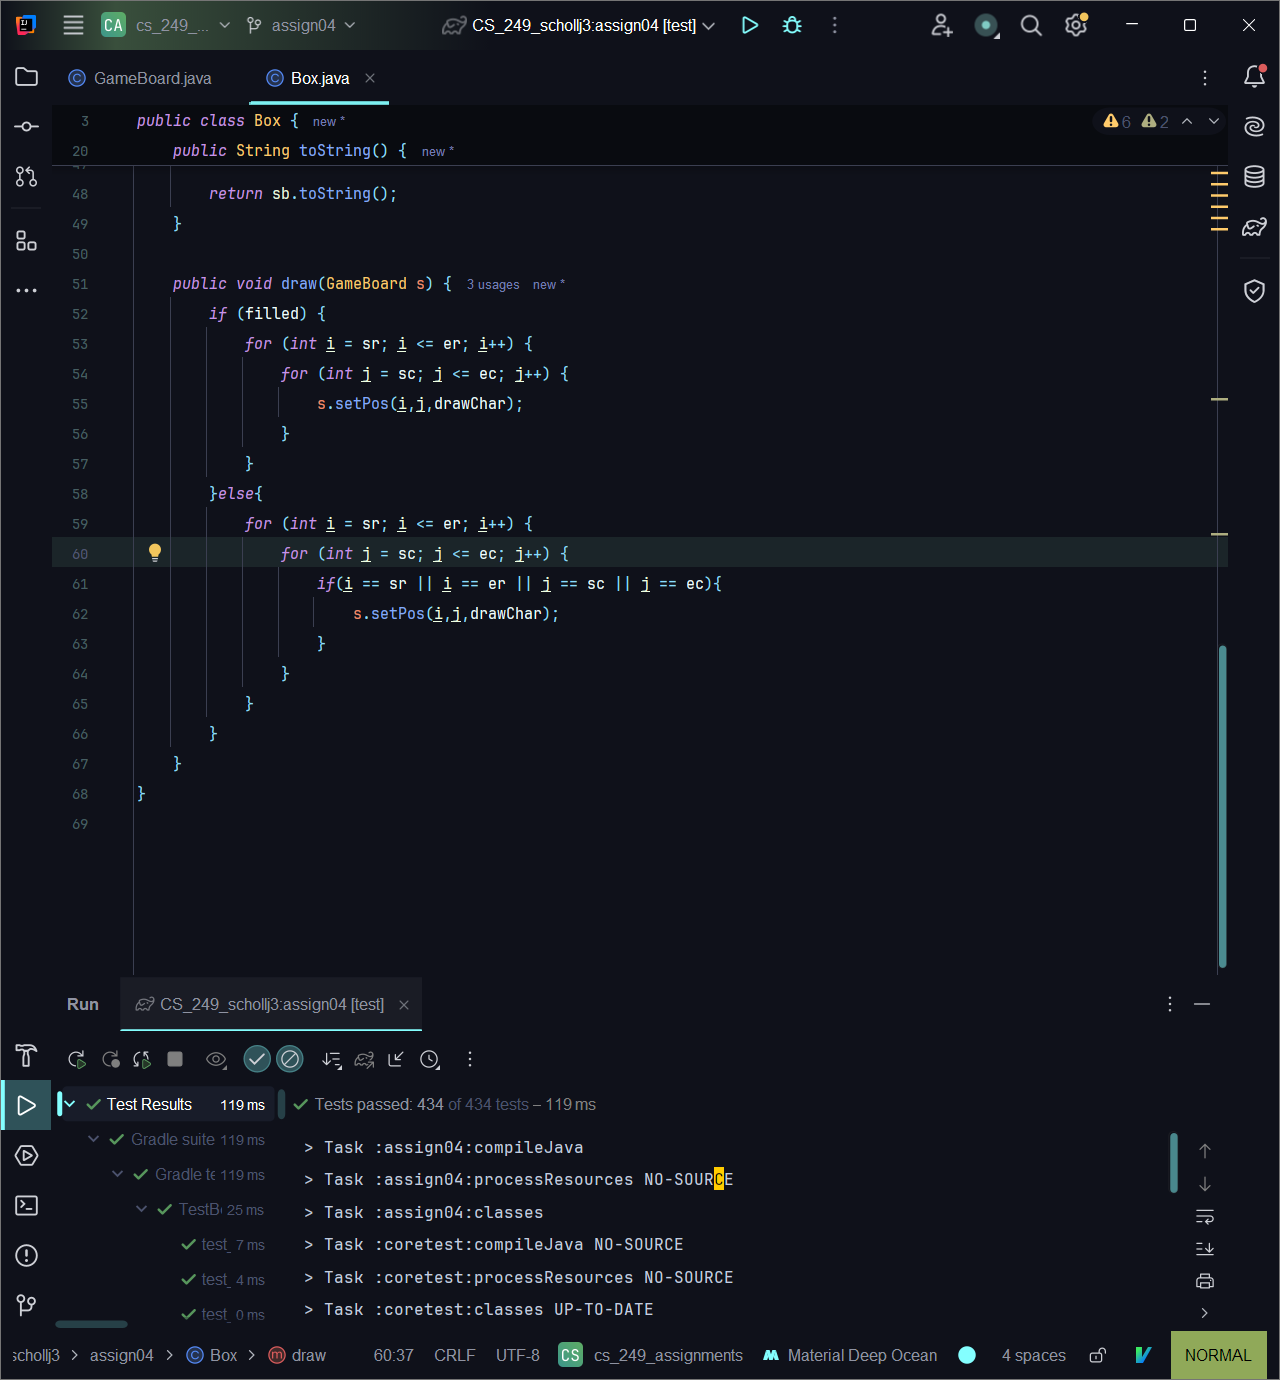 CA cs_249_... assign04 CS_249_schollj3:assign04 [test]
GameBoard.java Box.java
3 public class Box { new *
6 2
20 public String toString() { new *
48 return sb.toString();
49 }
50
51 public void draw(GameBoard s) { 3 usages new *
52 if (filled) {
53 for (int i = sr; i <= er; i++) {
54 for (int j = sc; j <= ec; j++) {
55 s.setPos(i,j,drawChar);
56 }
57 }
58 }else{
59 for (int i = sr; i <= er; i++) {
60 for (int j = sc; j <= ec; j++) {
61 if(i == sr || i == er || j == sc || j == ec){
62 s.setPos(i,j,drawChar);
63 }
64 }
65 }
66 }
67 }
68 }
69
Run CS_249_schollj3:assign04 [test]
Test Results 119 ms Tests passed: 434 of 434 tests – 119 ms
Gradle suite 119 ms
Gradle te 119 ms
TestB 25 ms
test_ 7 ms
test_ 4 ms
test_ 0 ms
> Task :assign04:compileJava
> Task :assign04:processResources NO-SOURCE
> Task :assign04:classes
> Task :coretest:compileJava NO-SOURCE
> Task :coretest:processResources NO-SOURCE
> Task :coretest:classes UP-TO-DATE
schollj3 > assign04 > Box > draw 60:37 CRLF UTF-8 CS cs_249_assignments Material Deep Ocean 4 spaces NORMAL